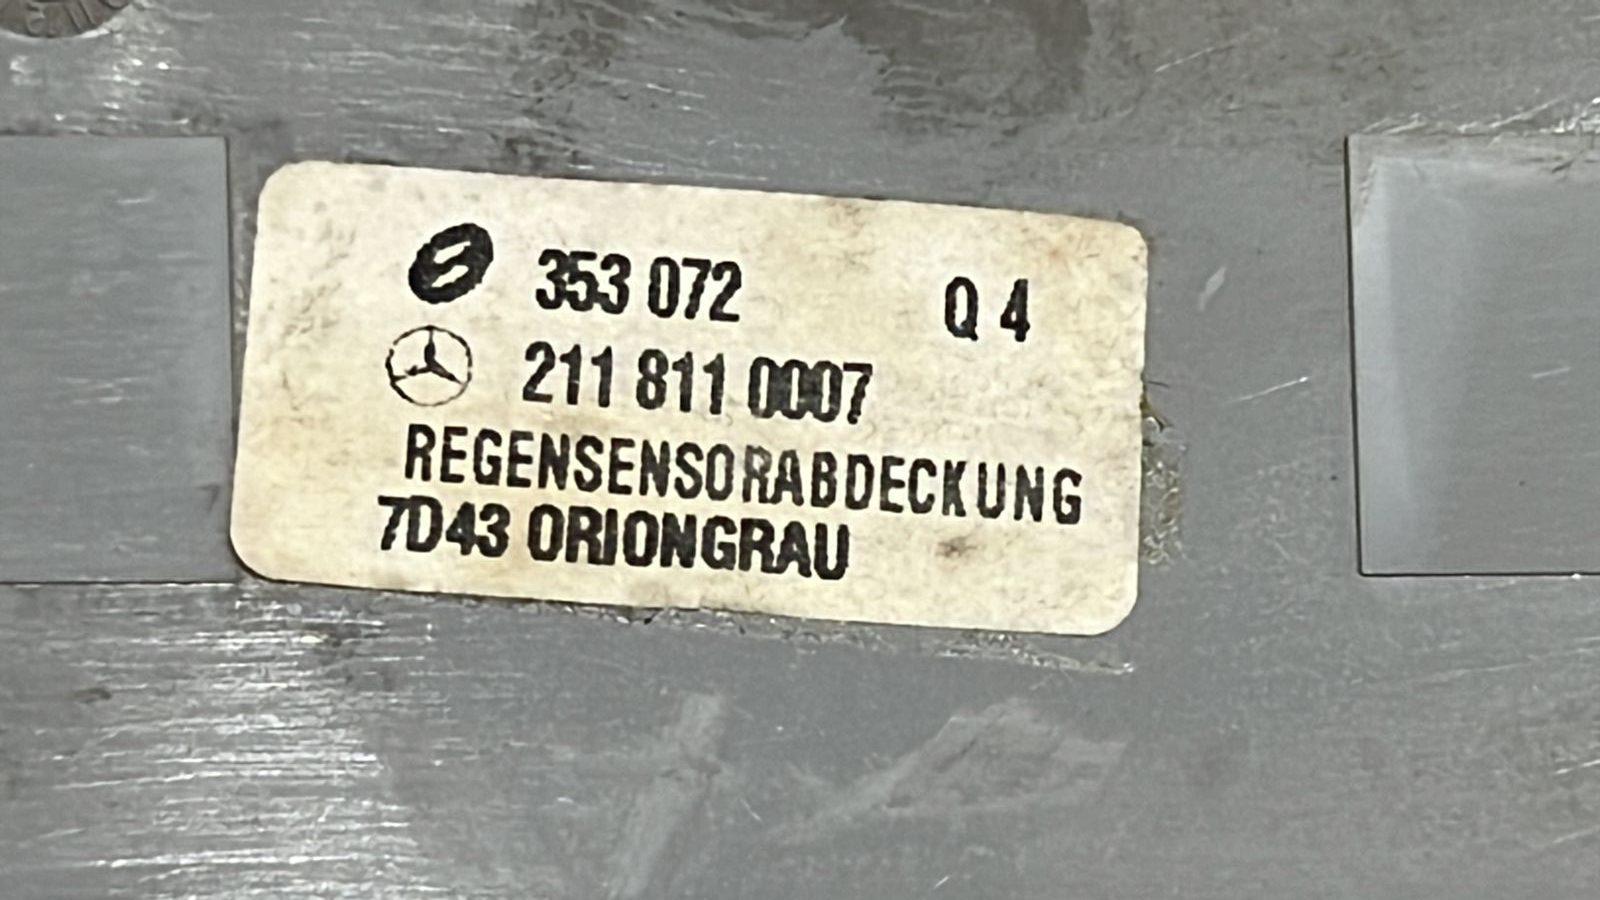 353 072 Q 4
211 811 0007
REGENSENSORABDECKUNG
7D43 ORIONGRAU